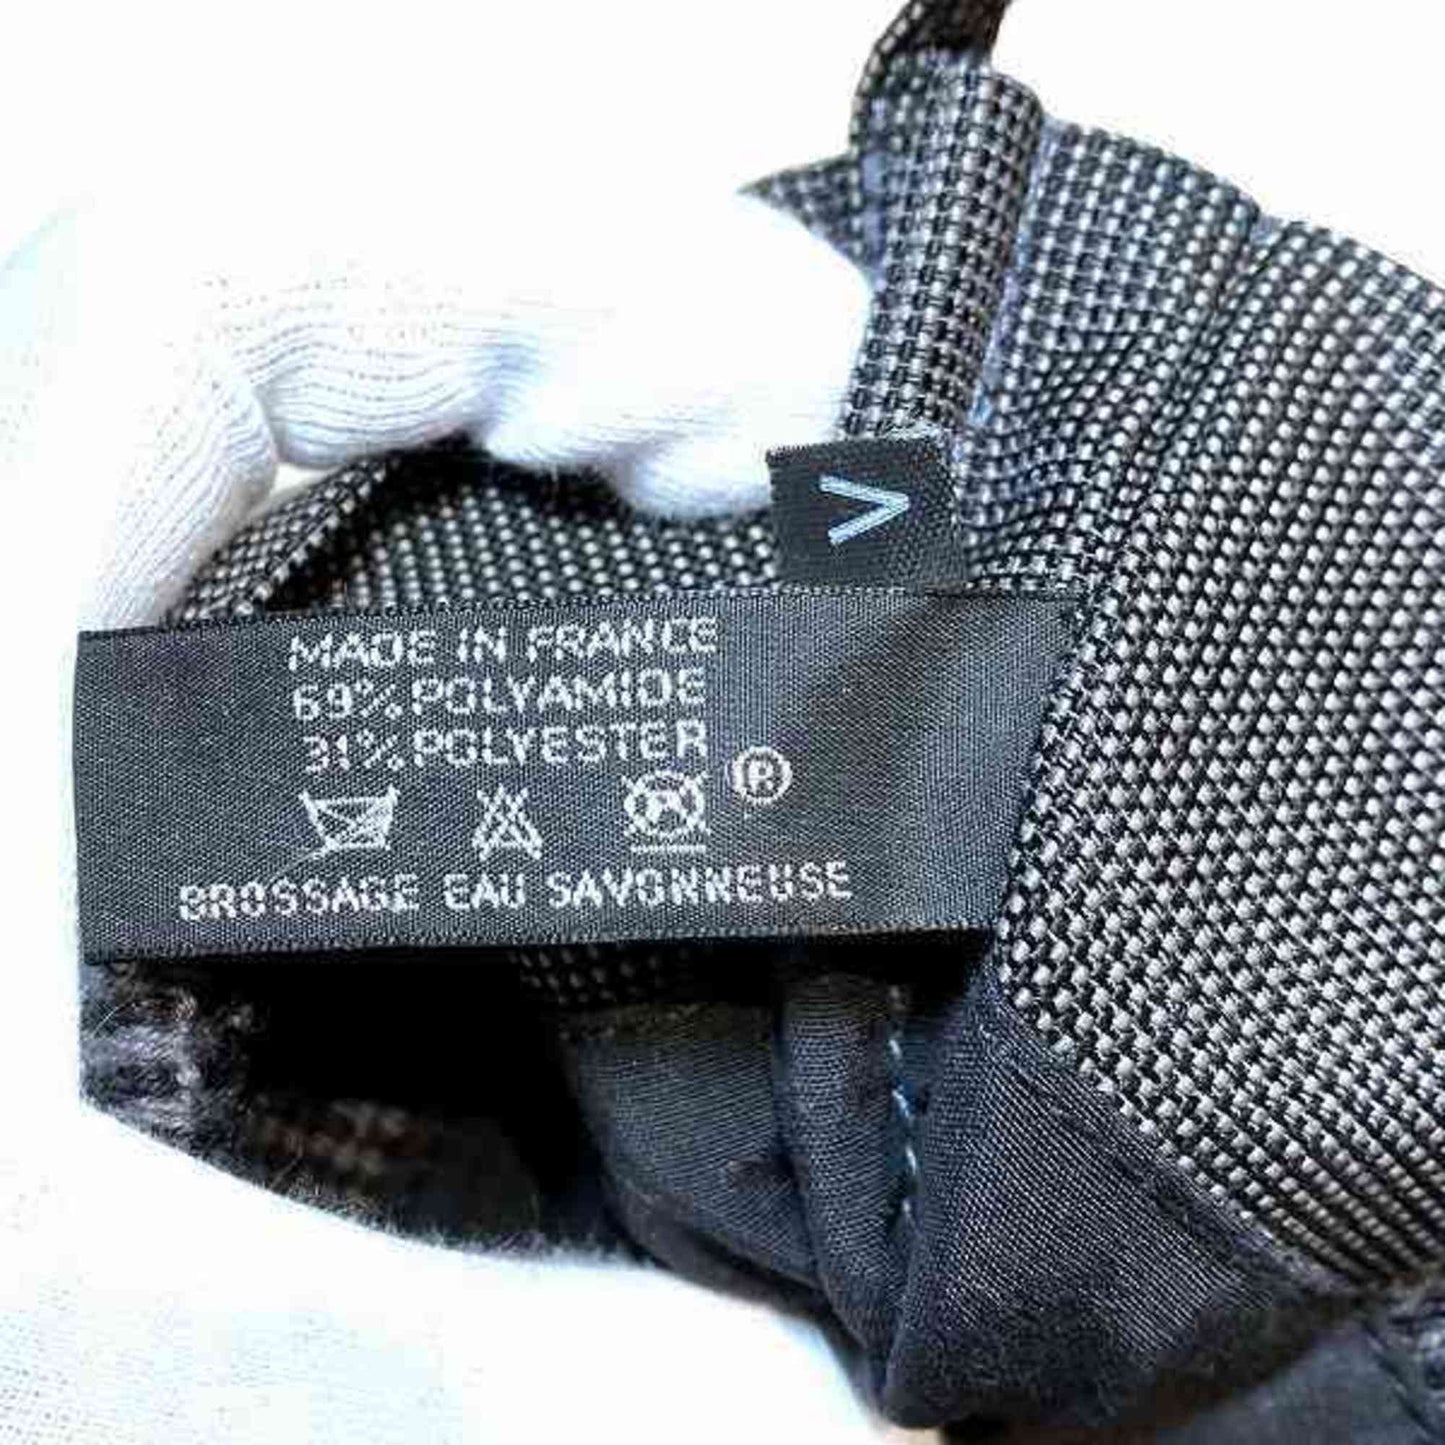 V
MADE IN FRANCE
69% POLYAMIDE
31% POLYESTER
P ®
BROSSAGE EAU SAVONNEUSE